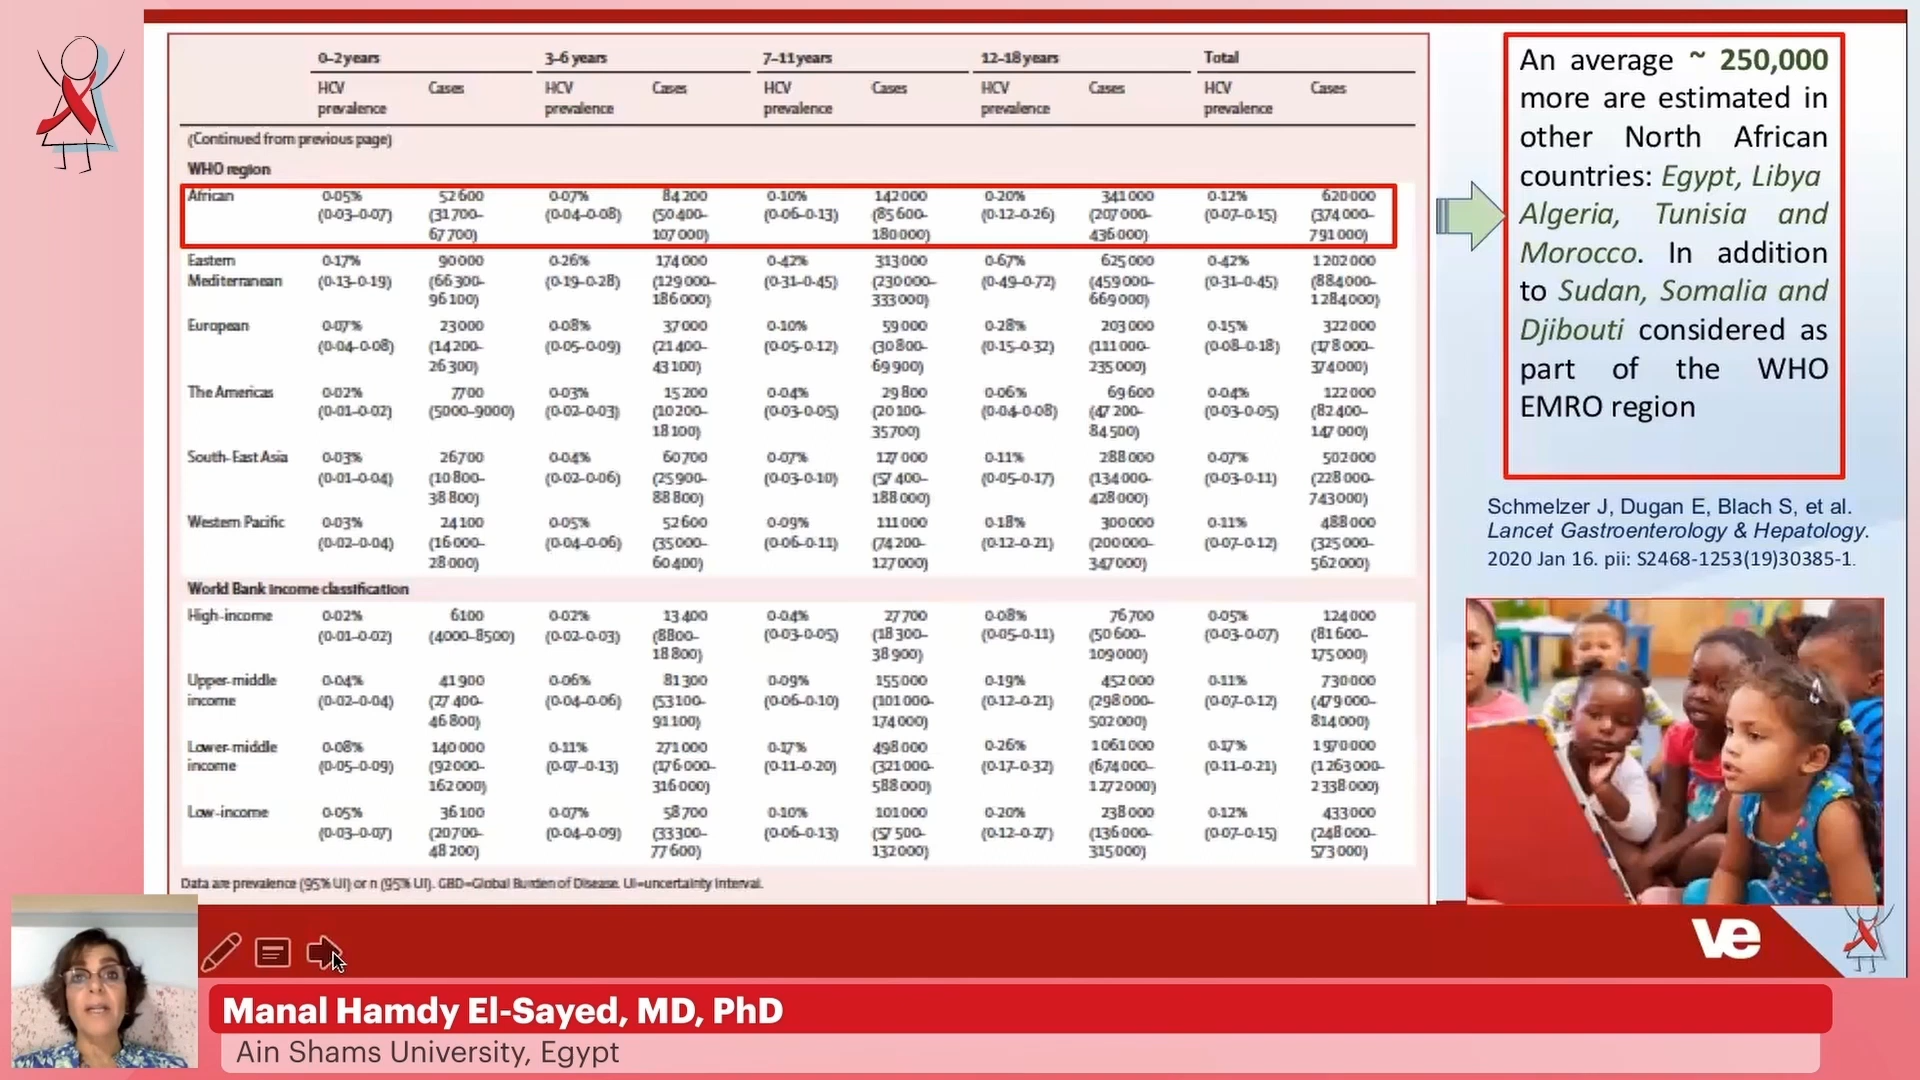 0–2 years 3–6 years 7–11 years 12–18 years Total
HCV prevalence Cases HCV prevalence Cases HCV prevalence Cases HCV prevalence Cases HCV prevalence Cases
(Continued from previous page)
WHO region
African 0·05% 52 600 0·07% 84 200 0·10% 142 000 0·20% 341 000 0·12% 620 000
(0·03–0·07) (31 700– (0·04–0·08) (50 400– (0·06–0·13) (85 600– (0·12–0·26) (207 000– (0·07–0·15) (374 000–
67 700) 107 000) 180 000) 436 000) 791 000)
Eastern 0·17% 90 000 0·26% 174 000 0·42% 313 000 0·67% 625 000 0·42% 1 202 000
Mediterranean (0·13–0·19) (66 300– (0·19–0·28) (129 000– (0·31–0·45) (230 000– (0·49–0·72) (459 000– (0·31–0·45) (884 000–
96 100) 186 000) 333 000) 669 000) 1 284 000)
European 0·07% 23 000 0·08% 37 000 0·10% 59 000 0·28% 203 000 0·15% 322 000
(0·04–0·08) (14 200– (0·05–0·09) (21 400– (0·05–0·12) (30 800– (0·15–0·32) (111 000– (0·08–0·18) (178 000–
26 300) 43 100) 69 900) 235 000) 374 000)
The Americas 0·02% 7700 0·03% 15 200 0·04% 29 800 0·06% 69 600 0·04% 122 000
(0·01–0·02) (5000–9000) (0·02–0·03) (10 200– (0·03–0·05) (20 100– (0·04–0·08) (47 200– (0·03–0·05) (82 400–
18 100) 35 700) 84 500) 147 000)
South-East Asia 0·03% 26 700 0·04% 60 700 0·07% 127 000 0·11% 288 000 0·07% 502 000
(0·01–0·04) (10 800– (0·02–0·06) (25 900– (0·03–0·10) (57 400– (0·05–0·17) (134 000– (0·03–0·11) (228 000–
38 800) 88 800) 188 000) 428 000) 743 000)
Western Pacific 0·03% 24 100 0·05% 52 600 0·09% 111 000 0·18% 300 000 0·11% 488 000
(0·02–0·04) (16 000– (0·04–0·06) (35 000– (0·06–0·11) (74 200– (0·12–0·21) (200 000– (0·07–0·12) (325 000–
28 000) 60 400) 127 000) 347 000) 562 000)
World Bank income classification
High-income 0·02% 6100 0·02% 13 400 0·04% 27 700 0·08% 76 700 0·05% 124 000
(0·01–0·02) (4000–8500) (0·02–0·03) (8800– (0·03–0·05) (18 300– (0·05–0·11) (50 600– (0·03–0·07) (81 600–
18 800) 38 900) 109 000) 175 000)
Upper-middle 0·04% 41 900 0·06% 81 300 0·09% 155 000 0·19% 452 000 0·11% 730 000
income (0·02–0·04) (27 400– (0·04–0·06) (53 100– (0·06–0·10) (101 000– (0·12–0·21) (298 000– (0·07–0·12) (479 000–
46 800) 91 100) 174 000) 502 000) 814 000)
Lower-middle 0·08% 140 000 0·11% 271 000 0·17% 498 000 0·26% 1 061 000 0·17% 1 970 000
income (0·05–0·09) (92 000– (0·07–0·13) (176 000– (0·11–0·20) (321 000– (0·17–0·32) (674 000– (0·11–0·21) (1 263 000–
162 000) 316 000) 588 000) 1 272 000) 2 338 000)
Low-income 0·05% 36 100 0·07% 58 700 0·10% 101 000 0·20% 238 000 0·12% 433 000
(0·03–0·07) (20 700– (0·04–0·09) (33 300– (0·06–0·13) (57 500– (0·12–0·27) (136 000– (0·07–0·15) (248 000–
48 200) 77 600) 132 000) 315 000) 573 000)
Data are prevalence (95% UI) or n (95% UI). GBD=Global Burden of Disease. UI=uncertainty interval.
An average ~ 250,000
more are estimated in
other North African
countries: Egypt, Libya
Algeria, Tunisia and
Morocco. In addition
to Sudan, Somalia and
Djibouti considered as
part of the WHO
EMRO region
Schmelzer J, Dugan E, Blach S, et al.
Lancet Gastroenterology & Hepatology.
2020 Jan 16. pii: S2468-1253(19)30385-1.
ve
Manal Hamdy El-Sayed, MD, PhD
Ain Shams University, Egypt